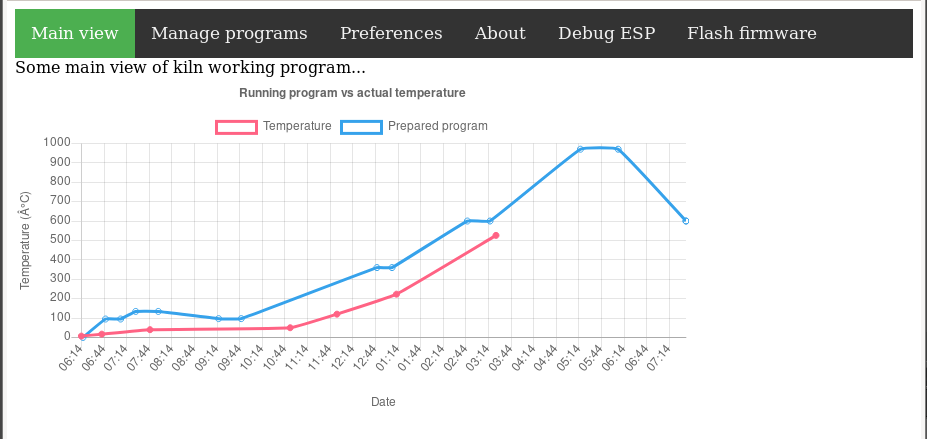 Main view Manage programs Preferences About Debug ESP Flash firmware
Some main view of kiln working program...
Running program vs actual temperature
Temperature Prepared program
1000
900
800
700
600
500
400
300
200
100
0
Temperature (Â°C)
06:14 06:44 07:14 07:44 08:14 08:44 09:14 09:44 10:14 10:44 11:14 11:44 12:14 12:44 01:14 01:44 02:14 02:44 03:14 03:44 04:14 04:44 05:14 05:44 06:14 06:44 07:14
Date